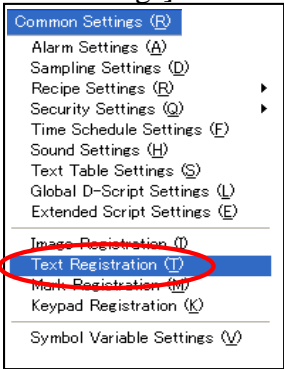 Common Settings (R)
Alarm Settings (A)
Sampling Settings (D)
Recipe Settings (R)
Security Settings (Q)
Time Schedule Settings (F)
Sound Settings (H)
Text Table Settings (S)
Global D-Script Settings (L)
Extended Script Settings (E)
Image Registration (I)
Text Registration (T)
Mark Registration (M)
Keypad Registration (K)
Symbol Variable Settings (V)